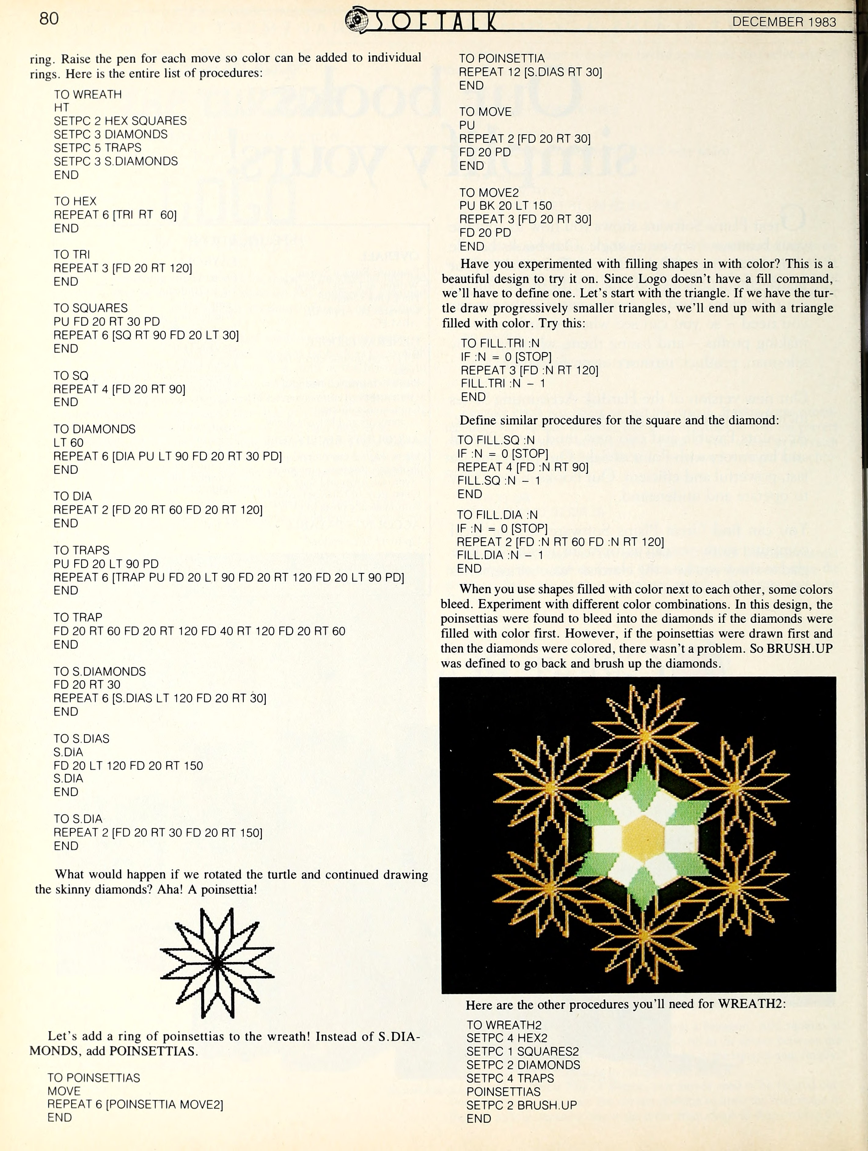 80
SOFTALK
DECEMBER 1983
ring. Raise the pen for each move so color can be added to individual
rings. Here is the entire list of procedures:
TO WREATH
HT
SETPC 2 HEX SQUARES
SETPC 3 DIAMONDS
SETPC 5 TRAPS
SETPC 3 S.DIAMONDS
END
TO HEX
REPEAT 6 [TRI RT 60]
END
TO TRI
REPEAT 3 [FD 20 RT 120]
END
TO SQUARES
PU FD 20 RT 30 PD
REPEAT 6 [SQ RT 90 FD 20 LT 30]
END
TO SQ
REPEAT 4 [FD 20 RT 90]
END
TO DIAMONDS
LT 60
REPEAT 6 [DIA PU LT 90 FD 20 RT 30 PD]
END
TO DIA
REPEAT 2 [FD 20 RT 60 FD 20 RT 120]
END
TO TRAPS
PU FD 20 LT 90 PD
REPEAT 6 [TRAP PU FD 20 LT 90 FD 20 RT 120 FD 20 LT 90 PD]
END
TO TRAP
FD 20 RT 60 FD 20 RT 120 FD 40 RT 120 FD 20 RT 60
END
TO S.DIAMONDS
FD 20 RT 30
REPEAT 6 [S.DIAS LT 120 FD 20 RT 30]
END
TO S.DIAS
S.DIA
FD 20 LT 120 FD 20 RT 150
S.DIA
END
TO S.DIA
REPEAT 2 [FD 20 RT 30 FD 20 RT 150]
END
What would happen if we rotated the turtle and continued drawing
the skinny diamonds? Aha! A poinsettia!
Let's add a ring of poinsettias to the wreath! Instead of S.DIA-
MONDS, add POINSETTIAS.
TO POINSETTIAS
MOVE
REPEAT 6 [POINSETTIA MOVE2]
END
TO POINSETTIA
REPEAT 12 [S.DIAS RT 30]
END
TO MOVE
PU
REPEAT 2 [FD 20 RT 30]
FD 20 PD
END
TO MOVE2
PU BK 20 LT 150
REPEAT 3 [FD 20 RT 30]
FD 20 PD
END
Have you experimented with filling shapes in with color? This is a
beautiful design to try it on. Since Logo doesn't have a fill command,
we'll have to define one. Let's start with the triangle. If we have the tur-
tle draw progressively smaller triangles, we'll end up with a triangle
filled with color. Try this:
TO FILL.TRI :N
IF :N = 0 [STOP]
REPEAT 3 [FD :N RT 120]
FILL.TRI :N - 1
END
Define similar procedures for the square and the diamond:
TO FILL.SQ :N
IF :N = 0 [STOP]
REPEAT 4 [FD :N RT 90]
FILL.SQ :N - 1
END
TO FILL.DIA :N
IF :N = 0 [STOP]
REPEAT 2 [FD :N RT 60 FD :N RT 120]
FILL.DIA :N - 1
END
When you use shapes filled with color next to each other, some colors
bleed. Experiment with different color combinations. In this design, the
poinsettias were found to bleed into the diamonds if the diamonds were
filled with color first. However, if the poinsettias were drawn first and
then the diamonds were colored, there wasn't a problem. So BRUSH.UP
was defined to go back and brush up the diamonds.
Here are the other procedures you'll need for WREATH2:
TO WREATH2
SETPC 4 HEX2
SETPC 1 SQUARES2
SETPC 2 DIAMONDS
SETPC 4 TRAPS
POINSETTIAS
SETPC 2 BRUSH.UP
END